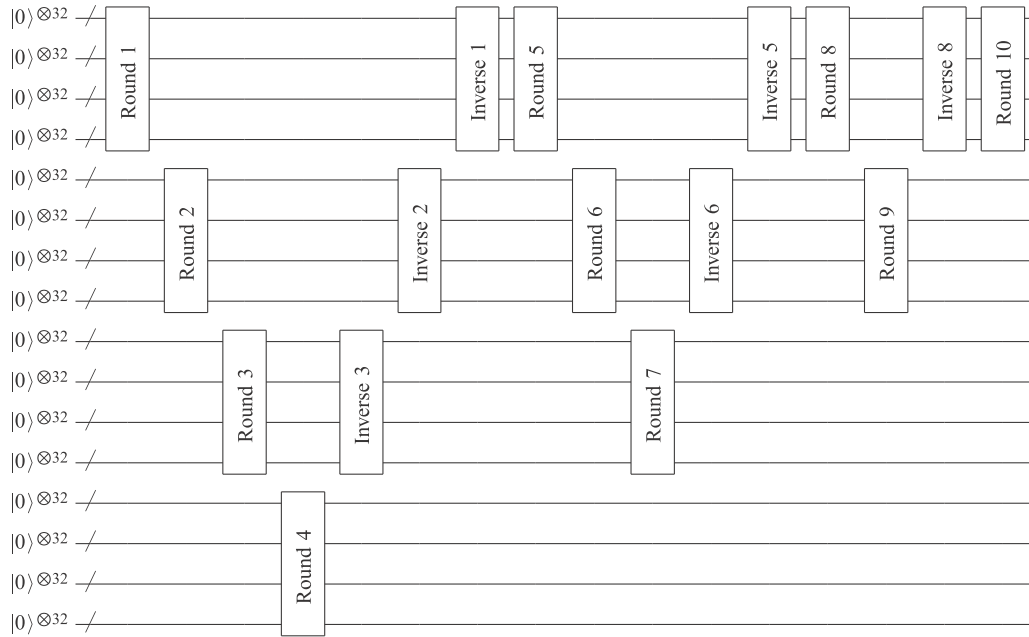 |0⟩⊗32
|0⟩⊗32
|0⟩⊗32
|0⟩⊗32
Round 1
Inverse 1
Round 5
Inverse 5
Round 8
Inverse 8
Round 10
|0⟩⊗32
|0⟩⊗32
|0⟩⊗32
|0⟩⊗32
Round 2
Inverse 2
Round 6
Inverse 6
Round 9
|0⟩⊗32
|0⟩⊗32
|0⟩⊗32
|0⟩⊗32
Round 3
Inverse 3
Round 7
|0⟩⊗32
|0⟩⊗32
|0⟩⊗32
|0⟩⊗32
Round 4